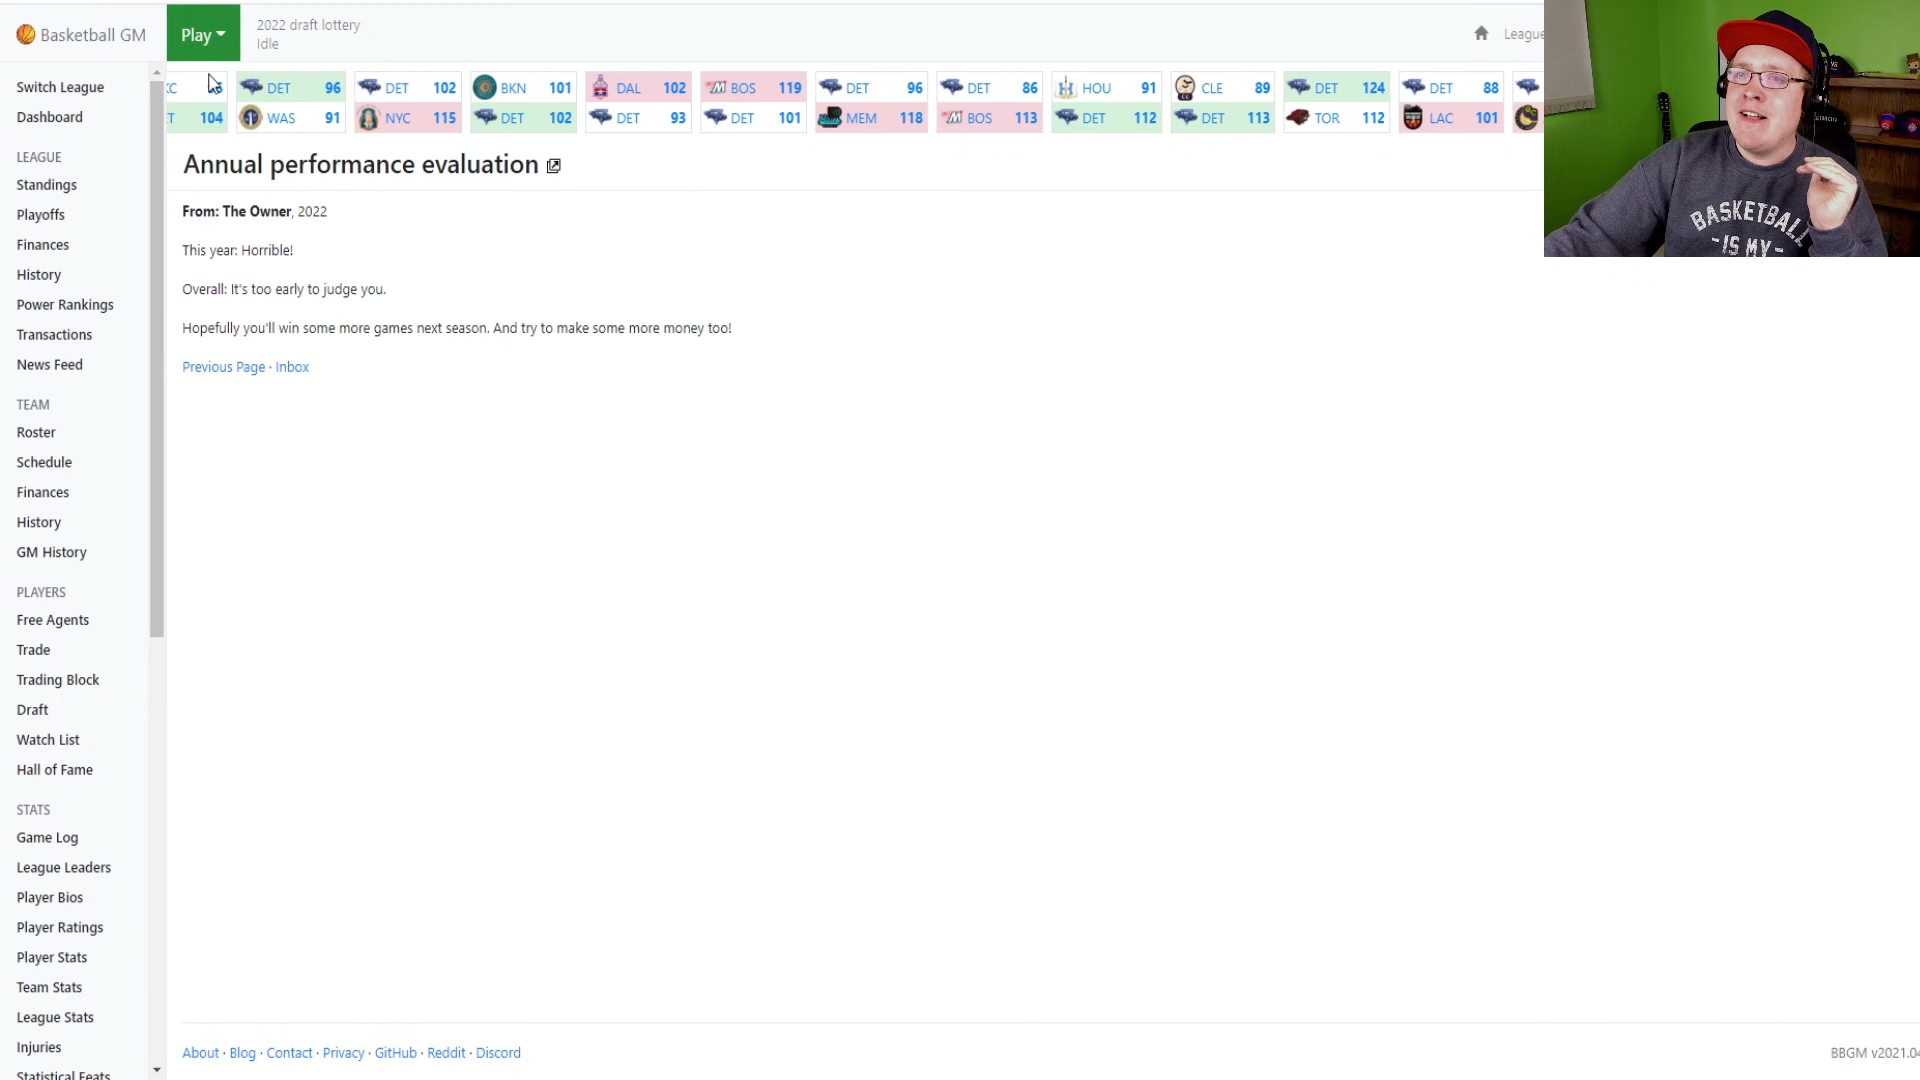 Basketball GM
Play
2022 draft lottery
Idle
League
104
DET 96
WAS 91
DET 102
NYC 115
BKN 101
DET 102
DAL 102
DET 93
BOS 119
DET 101
DET 96
MEM 118
DET 86
BOS 113
HOU 91
DET 112
CLE 89
DET 113
DET 124
TOR 112
DET 88
LAC 101
Switch League
Dashboard
LEAGUE
Standings
Playoffs
Finances
History
Power Rankings
Transactions
News Feed
TEAM
Roster
Schedule
Finances
History
GM History
PLAYERS
Free Agents
Trade
Trading Block
Draft
Watch List
Hall of Fame
STATS
Game Log
League Leaders
Player Bios
Player Ratings
Player Stats
Team Stats
League Stats
Injuries
Statistical Feats
Annual performance evaluation
From: The Owner, 2022
This year: Horrible!
Overall: It's too early to judge you.
Hopefully you'll win some more games next season. And try to make some more money too!
Previous Page · Inbox
BASKETBALL
-IS MY-
About · Blog · Contact · Privacy · GitHub · Reddit · Discord
BBGM v2021.04